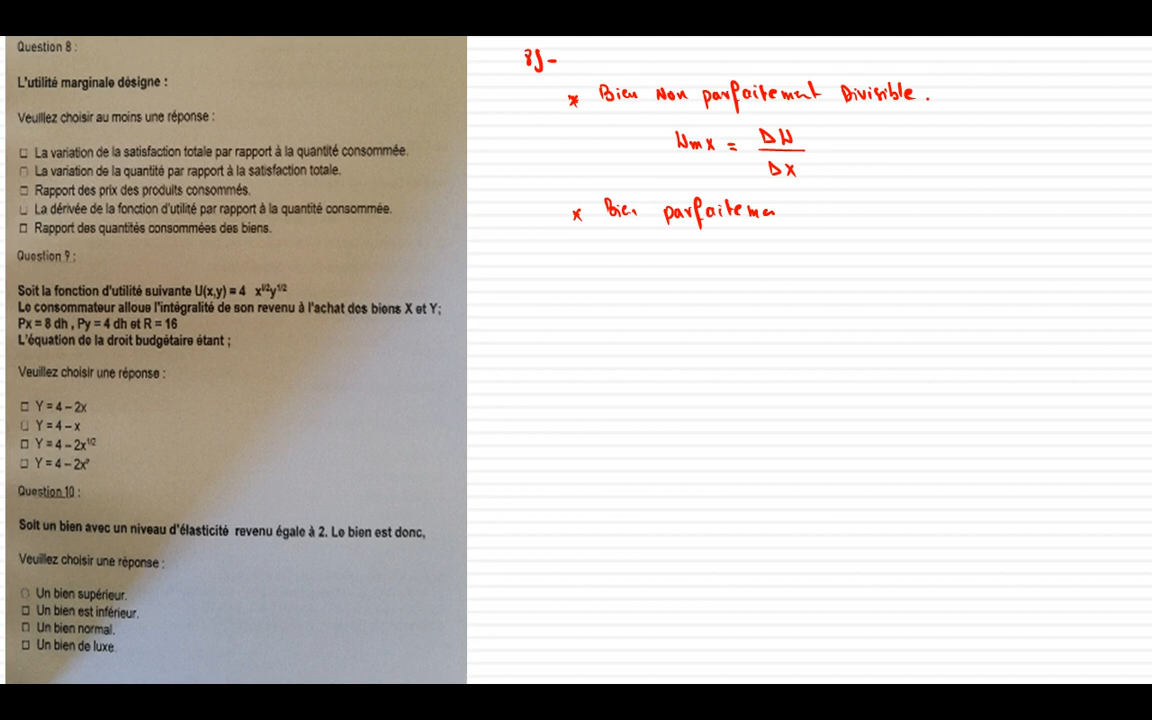 Question 8 :
L'utilité marginale désigne :
Veuillez choisir au moins une réponse :
□ La variation de la satisfaction totale par rapport à la quantité consommée.
□ La variation de la quantité par rapport à la satisfaction totale.
□ Rapport des prix des produits consommés.
□ La dérivée de la fonction d'utilité par rapport à la quantité consommée.
□ Rapport des quantités consommées des biens.
Question 9 :
Soit la fonction d'utilité suivante U(x,y) = 4 x^1/2 y^1/2
Le consommateur alloue l'intégralité de son revenu à l'achat des biens X et Y;
Px = 8 dh , Py = 4 dh et R = 16
L'équation de la droit budgétaire étant ;
Veuillez choisir une réponse :
□ Y = 4 – 2x
□ Y = 4 – x
□ Y = 4 – 2x^1/2
□ Y = 4 – 2x²
Question 10 :
Soit un bien avec un niveau d'élasticité revenu égale à 2. Le bien est donc,
Veuillez choisir une réponse :
□ Un bien supérieur.
□ Un bien est inférieur.
□ Un bien normal.
□ Un bien de luxe
8)-
* Bien Non parfaitement Divisible.
Umx = ΔU / Δx
* Bien parfaiteme